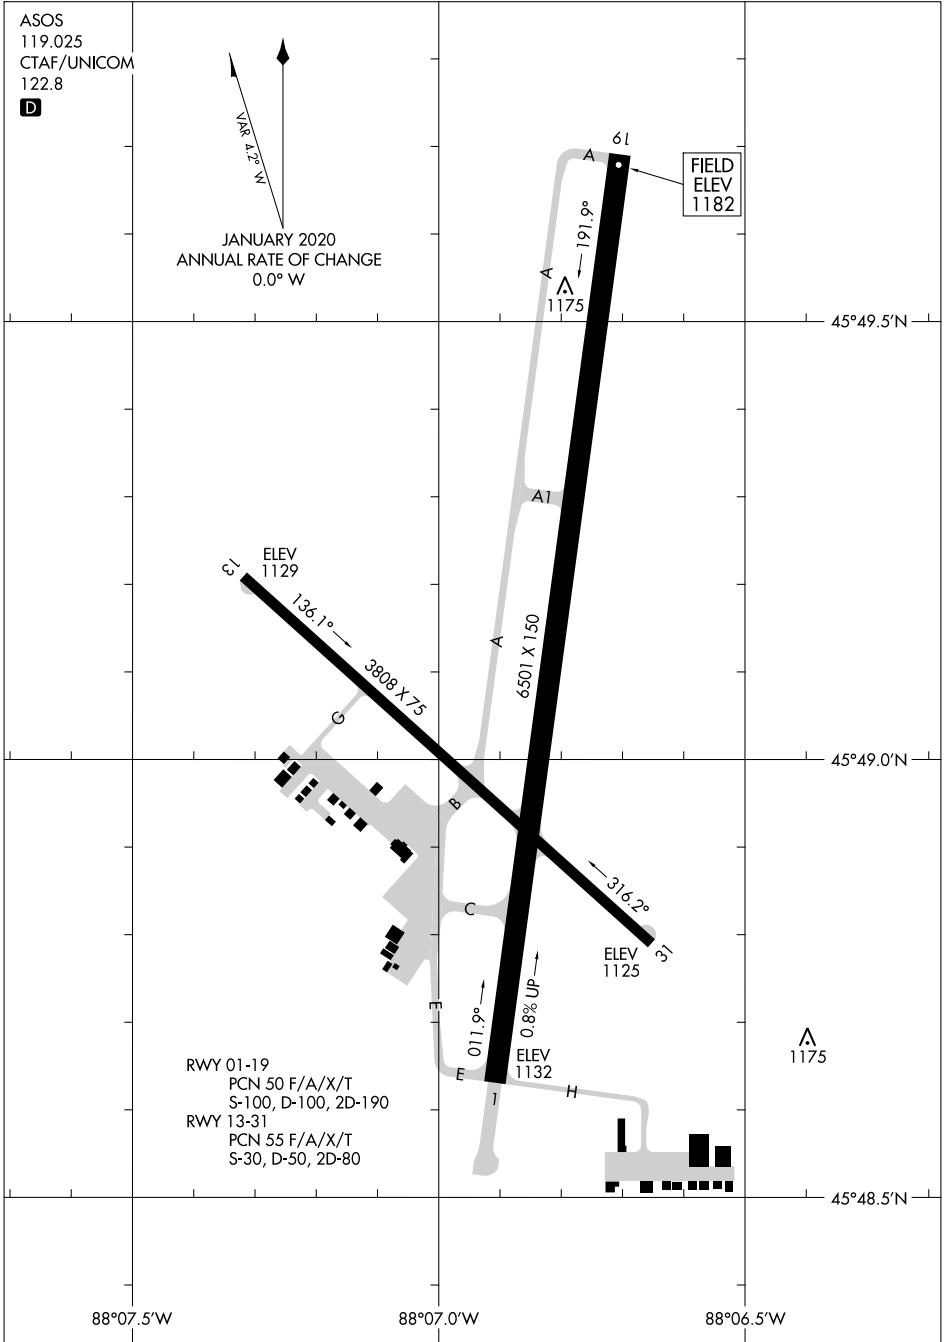 ASOS
119.025
CTAF/UNICOM
122.8
D
VAR 4.2° W
JANUARY 2020
ANNUAL RATE OF CHANGE
0.0° W
19
A
FIELD
ELEV
1182
191.9°
A
1175
45°49.5'N
A1
ELEV
1129
13
136.1°
3808 X 75
A
6501 X 150
G
45°49.0'N
B
C
316.2°
31
ELEV
1125
E
011.9°
0.8% UP
1175
ELEV
1132
E
H
1
RWY 01-19
PCN 50 F/A/X/T
S-100, D-100, 2D-190
RWY 13-31
PCN 55 F/A/X/T
S-30, D-50, 2D-80
45°48.5'N
88°07.5'W
88°07.0'W
88°06.5'W